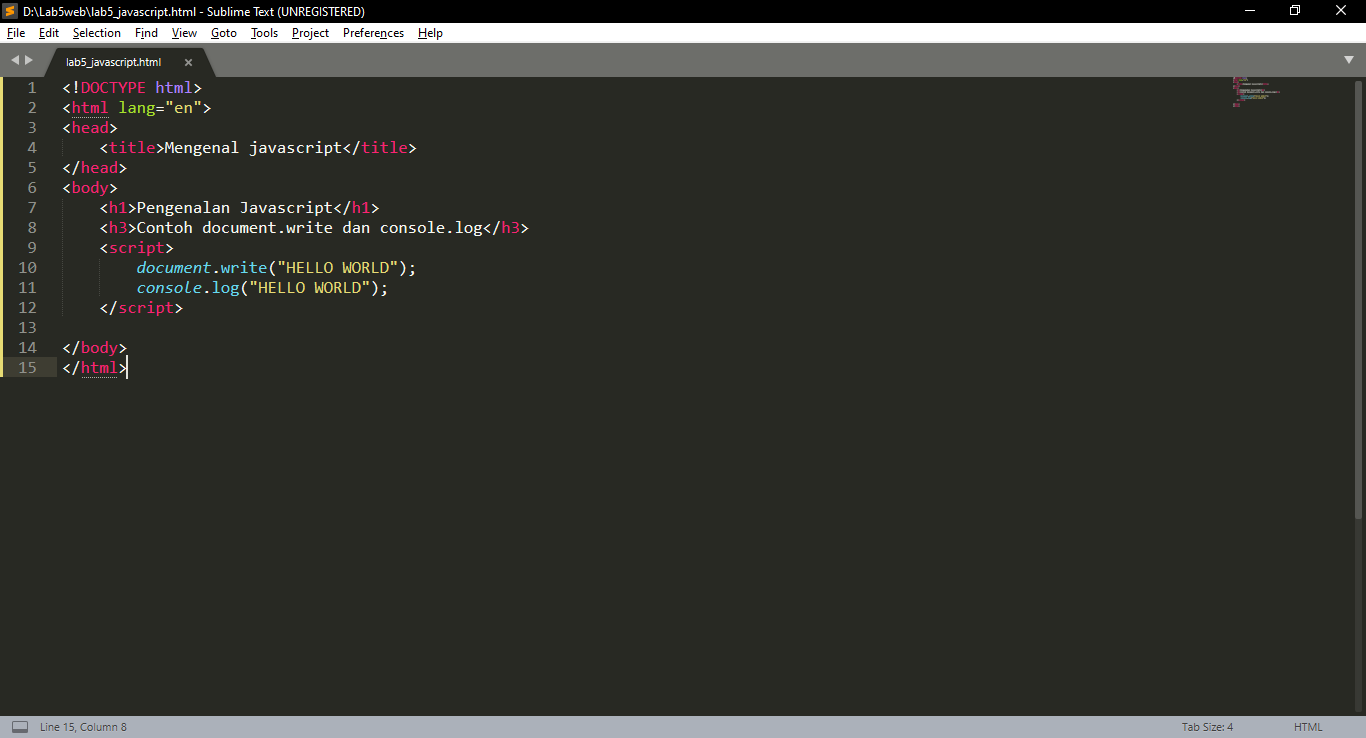 D:\Lab5web\lab5_javascript.html - Sublime Text (UNREGISTERED)
File Edit Selection Find View Goto Tools Project Preferences Help
lab5_javascript.html
1 <!DOCTYPE html>
2 <html lang="en">
3 <head>
4     <title>Mengenal javascript</title>
5 </head>
6 <body>
7     <h1>Pengenalan Javascript</h1>
8     <h3>Contoh document.write dan console.log</h3>
9     <script>
10         document.write("HELLO WORLD");
11         console.log("HELLO WORLD");
12     </script>
13
14 </body>
15 </html>
Line 15, Column 8 Tab Size: 4 HTML